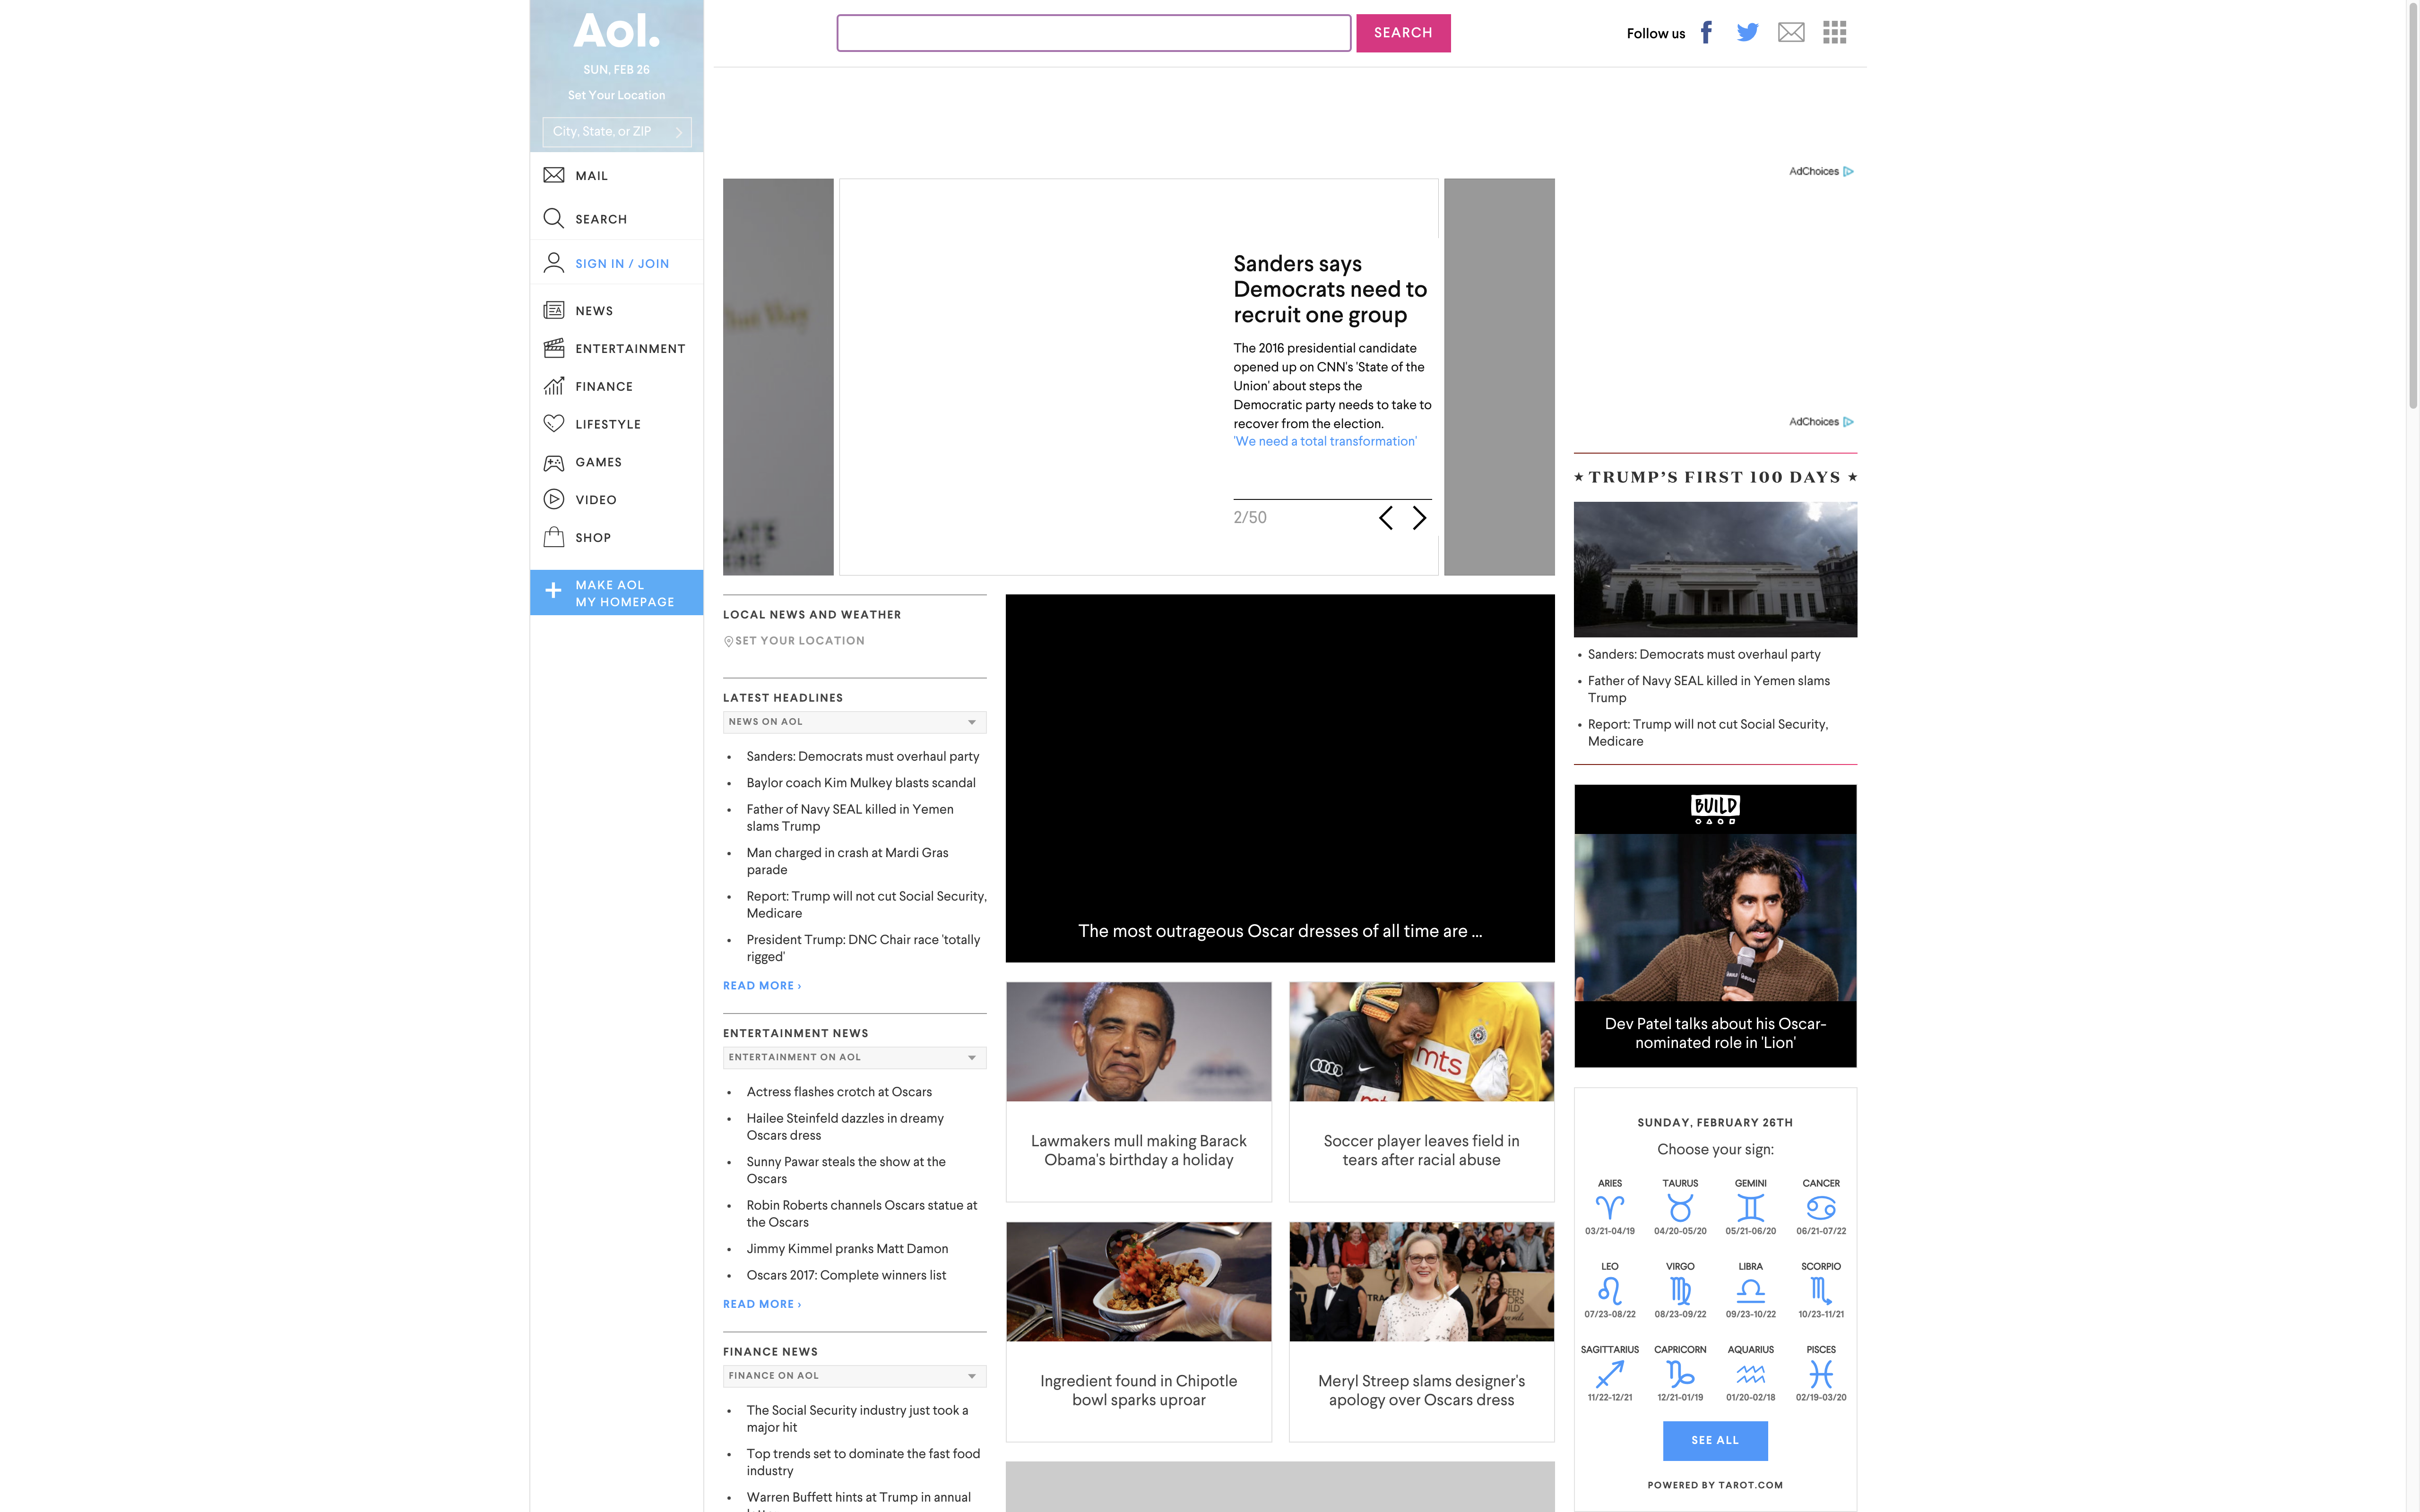 Aol.
SUN, FEB 26
Set Your Location
City, State, or ZIP
MAIL
SEARCH
SIGN IN / JOIN
NEWS
ENTERTAINMENT
FINANCE
LIFESTYLE
GAMES
VIDEO
SHOP
MAKE AOL
MY HOMEPAGE
SEARCH
Follow us
AdChoices
Sanders says
Democrats need to
recruit one group
The 2016 presidential candidate
opened up on CNN's 'State of the
Union' about steps the
Democratic party needs to take to
recover from the election.
'We need a total transformation'
2/50
LOCAL NEWS AND WEATHER
SET YOUR LOCATION
LATEST HEADLINES
NEWS ON AOL
• Sanders: Democrats must overhaul party
• Baylor coach Kim Mulkey blasts scandal
• Father of Navy SEAL killed in Yemen
slams Trump
• Man charged in crash at Mardi Gras
parade
• Report: Trump will not cut Social Security,
Medicare
• President Trump: DNC Chair race 'totally
rigged'
READ MORE ›
ENTERTAINMENT NEWS
ENTERTAINMENT ON AOL
• Actress flashes crotch at Oscars
• Hailee Steinfeld dazzles in dreamy
Oscars dress
• Sunny Pawar steals the show at the
Oscars
• Robin Roberts channels Oscars statue at
the Oscars
• Jimmy Kimmel pranks Matt Damon
• Oscars 2017: Complete winners list
READ MORE ›
FINANCE NEWS
FINANCE ON AOL
• The Social Security industry just took a
major hit
• Top trends set to dominate the fast food
industry
• Warren Buffett hints at Trump in annual
The most outrageous Oscar dresses of all time are ...
mts
Lawmakers mull making Barack
Obama's birthday a holiday
Soccer player leaves field in
tears after racial abuse
Ingredient found in Chipotle
bowl sparks uproar
Meryl Streep slams designer's
apology over Oscars dress
AdChoices
★ TRUMP'S FIRST 100 DAYS ★
• Sanders: Democrats must overhaul party
• Father of Navy SEAL killed in Yemen slams
Trump
• Report: Trump will not cut Social Security,
Medicare
BUILD
Dev Patel talks about his Oscar-
nominated role in 'Lion'
SUNDAY, FEBRUARY 26TH
Choose your sign:
ARIES TAURUS GEMINI CANCER
03/21-04/19 04/20-05/20 05/21-06/20 06/21-07/22
LEO VIRGO LIBRA SCORPIO
07/23-08/22 08/23-09/22 09/23-10/22 10/23-11/21
SAGITTARIUS CAPRICORN AQUARIUS PISCES
11/22-12/21 12/21-01/19 01/20-02/18 02/19-03/20
SEE ALL
POWERED BY TAROT.COM